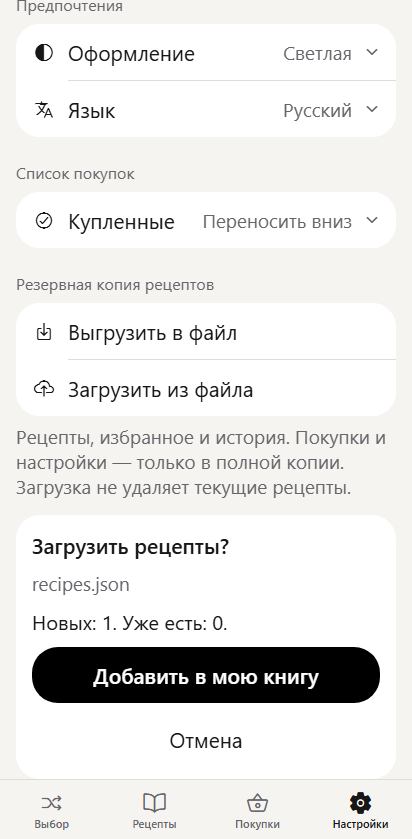 Предпочтения
Оформление Светлая
Язык Русский
Список покупок
Купленные Переносить вниз
Резервная копия рецептов
Выгрузить в файл
Загрузить из файла
Рецепты, избранное и история. Покупки и
настройки — только в полной копии.
Загрузка не удаляет текущие рецепты.
Загрузить рецепты?
recipes.json
Новых: 1. Уже есть: 0.
Добавить в мою книгу
Отмена
Выбор Рецепты Покупки Настройки